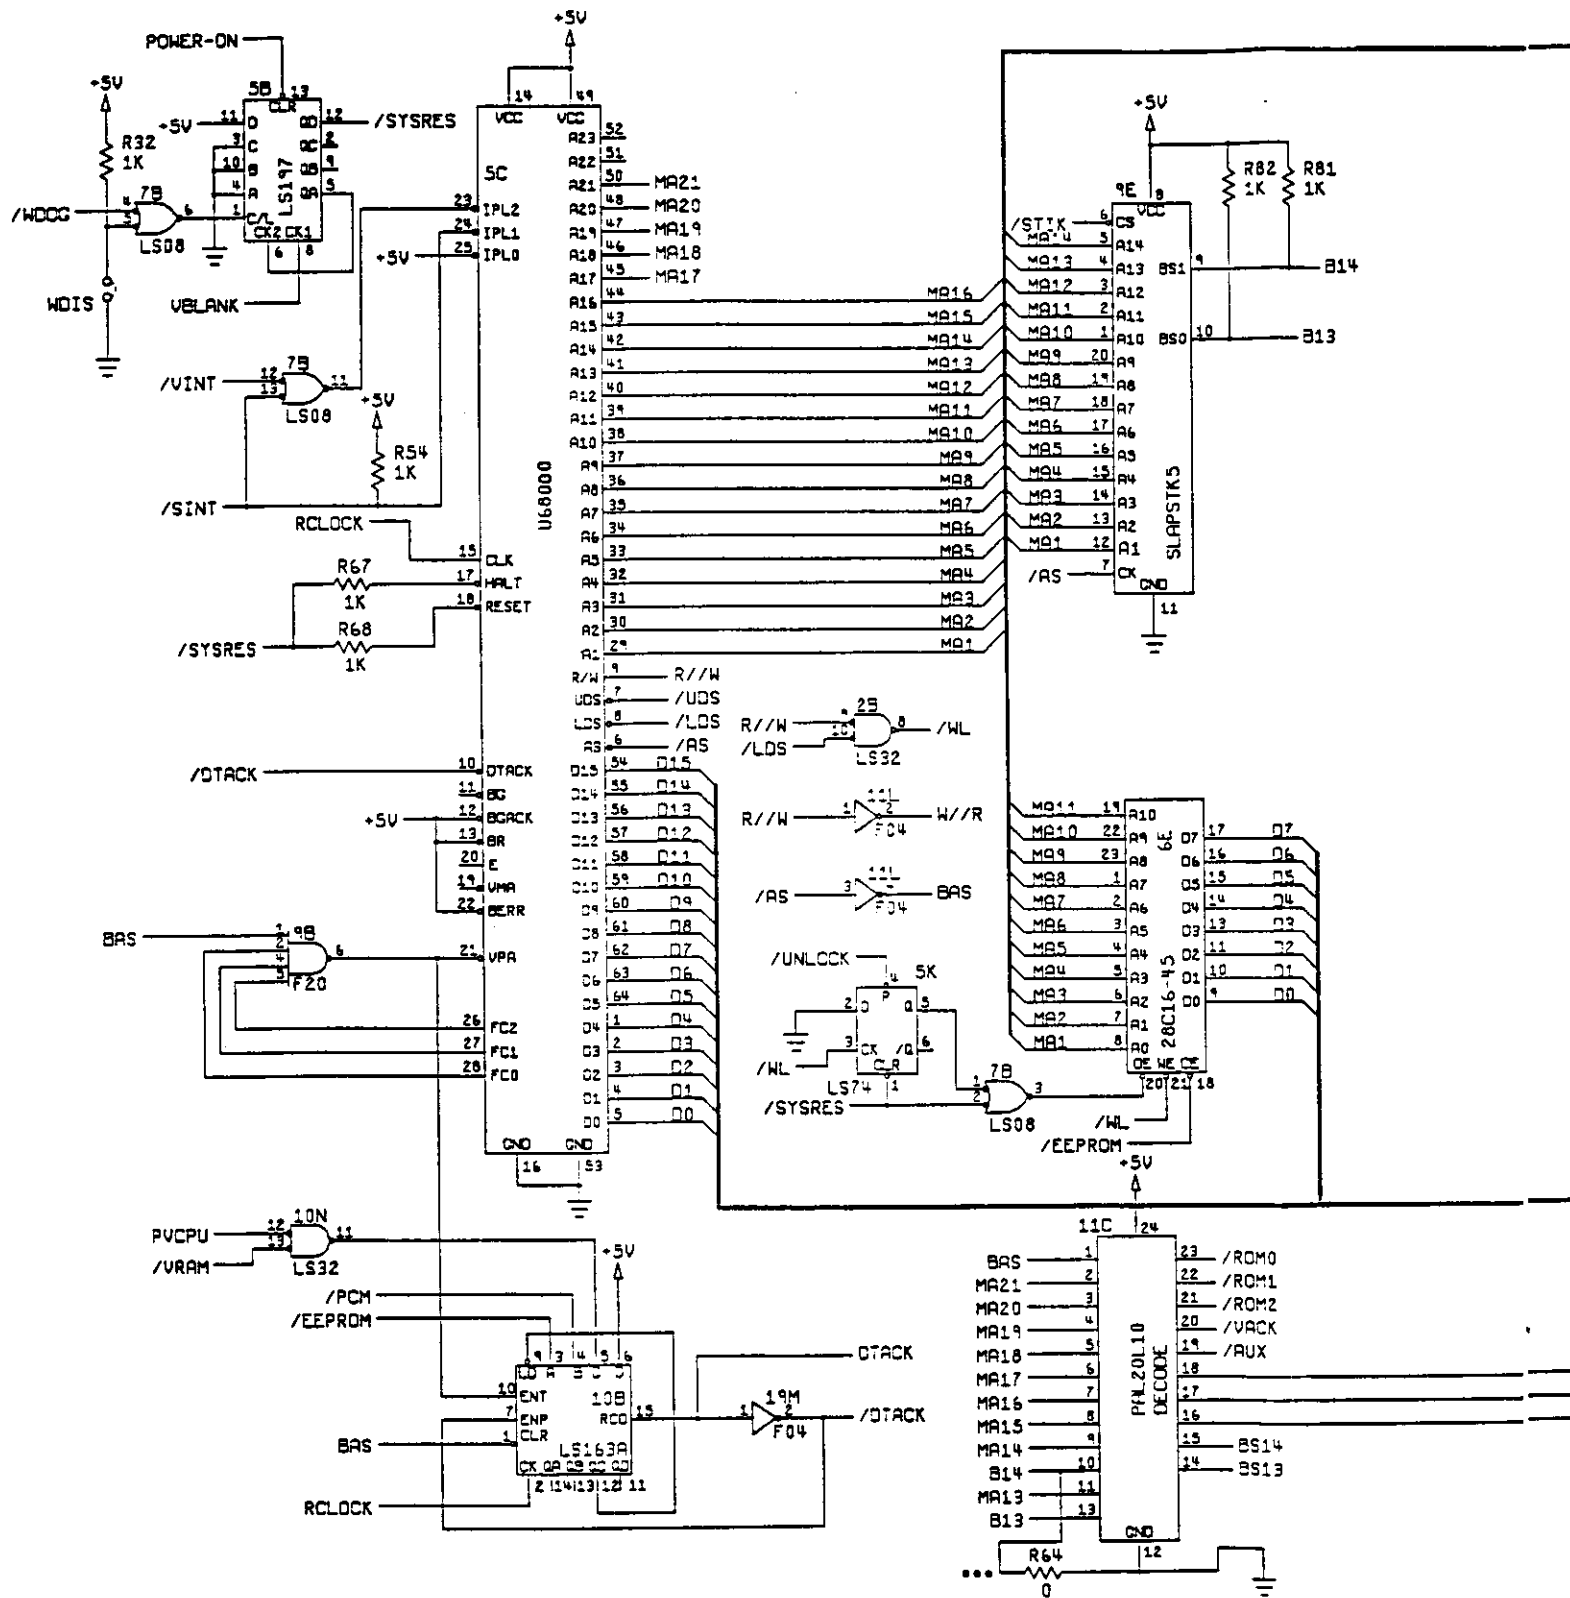 POWER-ON
+5V
5B
13
CLR
+5V
11 D QD 12 /SYSRES
3 C QC 2
10 B QB 9
4 A QA 5
1 C/L
LS197
CK2 CK1
6 8
R32
1K
/WDOG
4
5
7B
6
LS08
WDIS
VBLANK
/VINT
12
13
7B
11
LS08
+5V
R54
1K
/SINT
RCLOCK
R67
1K
/SYSRES
R68
1K
/DTACK
+5V
BAS
1
2
4
5
9B
6
F20
+5V
14 49
VCC VCC
5C
U68000
23 IPL2
24 IPL1
+5V 25 IPL0
15 CLK
17 HALT
18 RESET
10 DTACK
11 BG
12 BGACK
13 BR
20 E
19 VMA
22 BERR
21 VPA
26 FC2
27 FC1
28 FC0
A23 52
A22 51
A21 50 MA21
A20 48 MA20
A19 47 MA19
A18 46 MA18
A17 45 MA17
A16 44 MA16
A15 43 MA15
A14 42 MA14
A13 41 MA13
A12 40 MA12
A11 39 MA11
A10 38 MA10
A9 37 MA9
A8 36 MA8
A7 35 MA7
A6 34 MA6
A5 33 MA5
A4 32 MA4
A3 31 MA3
A2 30 MA2
A1 29 MA1
R/W 9 R//W
UDS 7 /UDS
LDS 8 /LDS
AS 6 /AS
D15 54 D15
D14 55 D14
D13 56 D13
D12 57 D12
D11 58 D11
D10 59 D10
D9 60 D9
D8 61 D8
D7 62 D7
D6 63 D6
D5 64 D5
D4 1 D4
D3 2 D3
D2 3 D2
D1 4 D1
D0 5 D0
GND GND
16 53
+5V
R82
1K
R81
1K
9E
8
VCC
/STIK 6 CS
MA14 5 A14
MA13 4 A13
MA12 3 A12
MA11 2 A11
MA10 1 A10
MA9 20 A9
MA8 19 A8
MA7 18 A7
MA6 17 A6
MA5 16 A5
MA4 15 A4
MA3 14 A3
MA2 13 A2
MA1 12 A1
/AS 7 CK
BS1 9 B14
BS0 10 B13
SLAPSTK5
GND
11
R//W 9
/LDS 10
2B
8 /WL
LS32
R//W 1 11L 2 W//R
F04
/AS 3 11L BAS
F04
/UNLOCK
4
5K
P
2 D Q 5
3 CK /Q 6
CLR
/WL
LS74 1
/SYSRES
1
2
7B
3
LS08
6E
28C16-45
MA11 19 A10
MA10 22 A9
MA9 23 A8
MA8 1 A7
MA7 2 A6
MA6 3 A5
MA5 4 A4
MA4 5 A3
MA3 6 A2
MA2 7 A1
MA1 8 A0
D7 17 D7
D6 16 D6
D5 15 D5
D4 14 D4
D3 13 D3
D2 11 D2
D1 10 D1
D0 9 D0
OE WE CE
20 21 18
/WL
/EEPROM
PVCPU 12
/VRAM 13
10N
11
LS32
+5V
/PCM
/EEPROM
9 3 4 5 6
LD A B C D
10 ENT
7 ENP
1 CLR
BAS
10B
RCO 15
LS163A
CK QA QB QC QD
2 14 13 12 11
RCLOCK
DTACK
1 19M 2 /DTACK
F04
+5V
11C 24
PAL20L10
DECODE
BAS 1
MA21 2
MA20 3
MA19 4
MA18 5
MA17 6
MA16 7
MA15 8
MA14 9
B14 10
MA13 11
B13 13
23 /ROM0
22 /ROM1
21 /ROM2
20 /VACK
19 /AUX
18
17
16
15 BS14
14 BS13
GND
12
R64
0